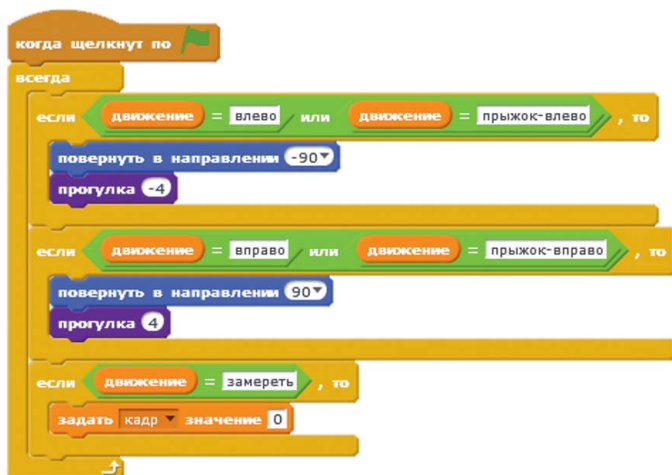 когда щелкнут по
всегда
если движение = влево или движение = прыжок-влево , то
повернуть в направлении -90
прогулка -4
если движение = вправо или движение = прыжок-вправо , то
повернуть в направлении 90
прогулка 4
если движение = замереть , то
задать кадр значение 0